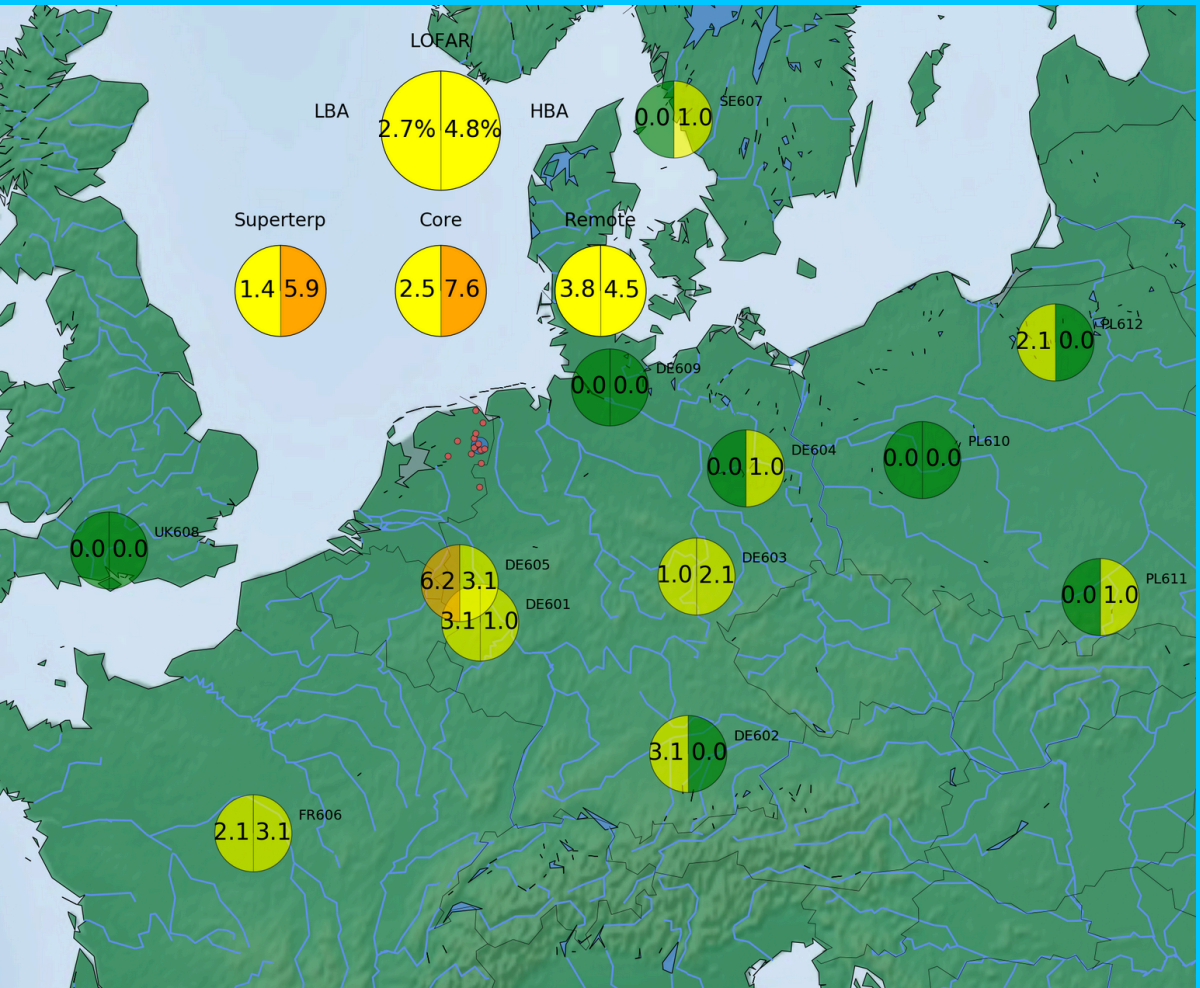 LOFAR
LBA
HBA
2.7% 4.8%
0.0 1.0
SE607
Superterp
Core
Remote
1.4 5.9
2.5 7.6
3.8 4.5
2.1 0.0
PL612
0.0 0.0
DE609
0.0 1.0
DE604
0.0 0.0
PL610
0.0 0.0
UK608
6.2 3.1
DE605
1.0 2.1
DE603
0.0 1.0
PL611
3.1 1.0
DE601
3.1 0.0
DE602
2.1 3.1
FR606